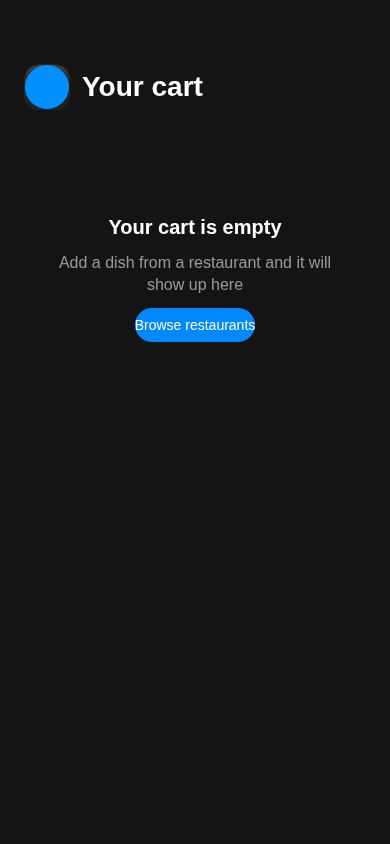 Your cart
Your cart is empty
Add a dish from a restaurant and it will
show up here
Browse restaurants